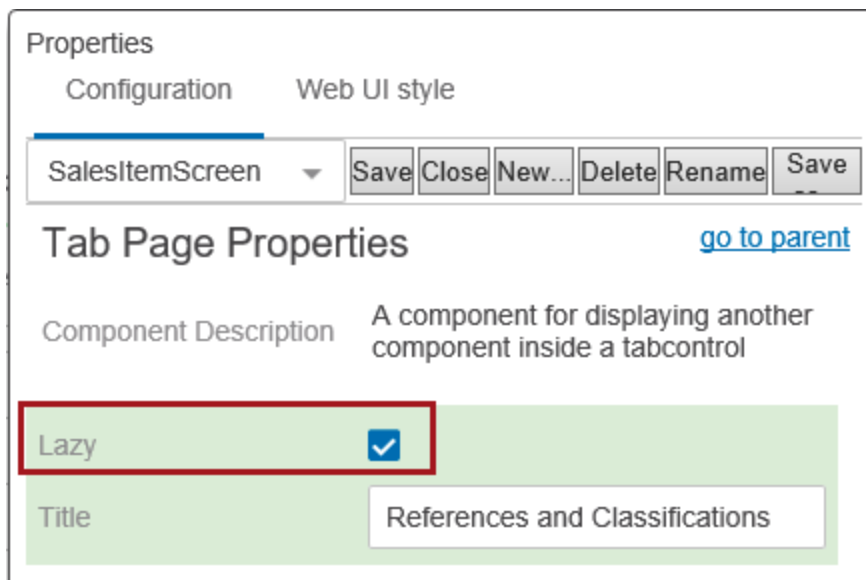 Properties
Configuration Web UI style
SalesItemScreen Save Close New... Delete Rename Save
Tab Page Properties go to parent
Component Description
A component for displaying another
component inside a tabcontrol
Lazy
Title References and Classifications